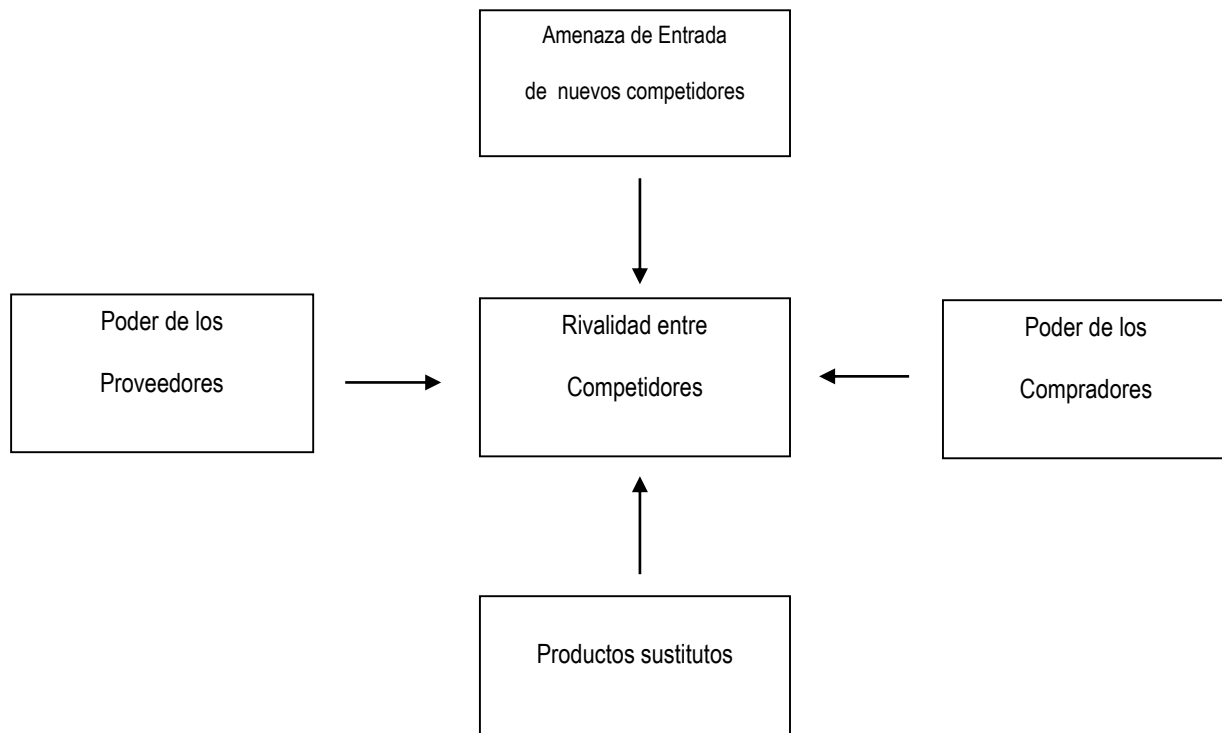 Amenaza de Entrada
de nuevos competidores
Poder de los
Proveedores
Rivalidad entre
Competidores
Poder de los
Compradores
Productos sustitutos